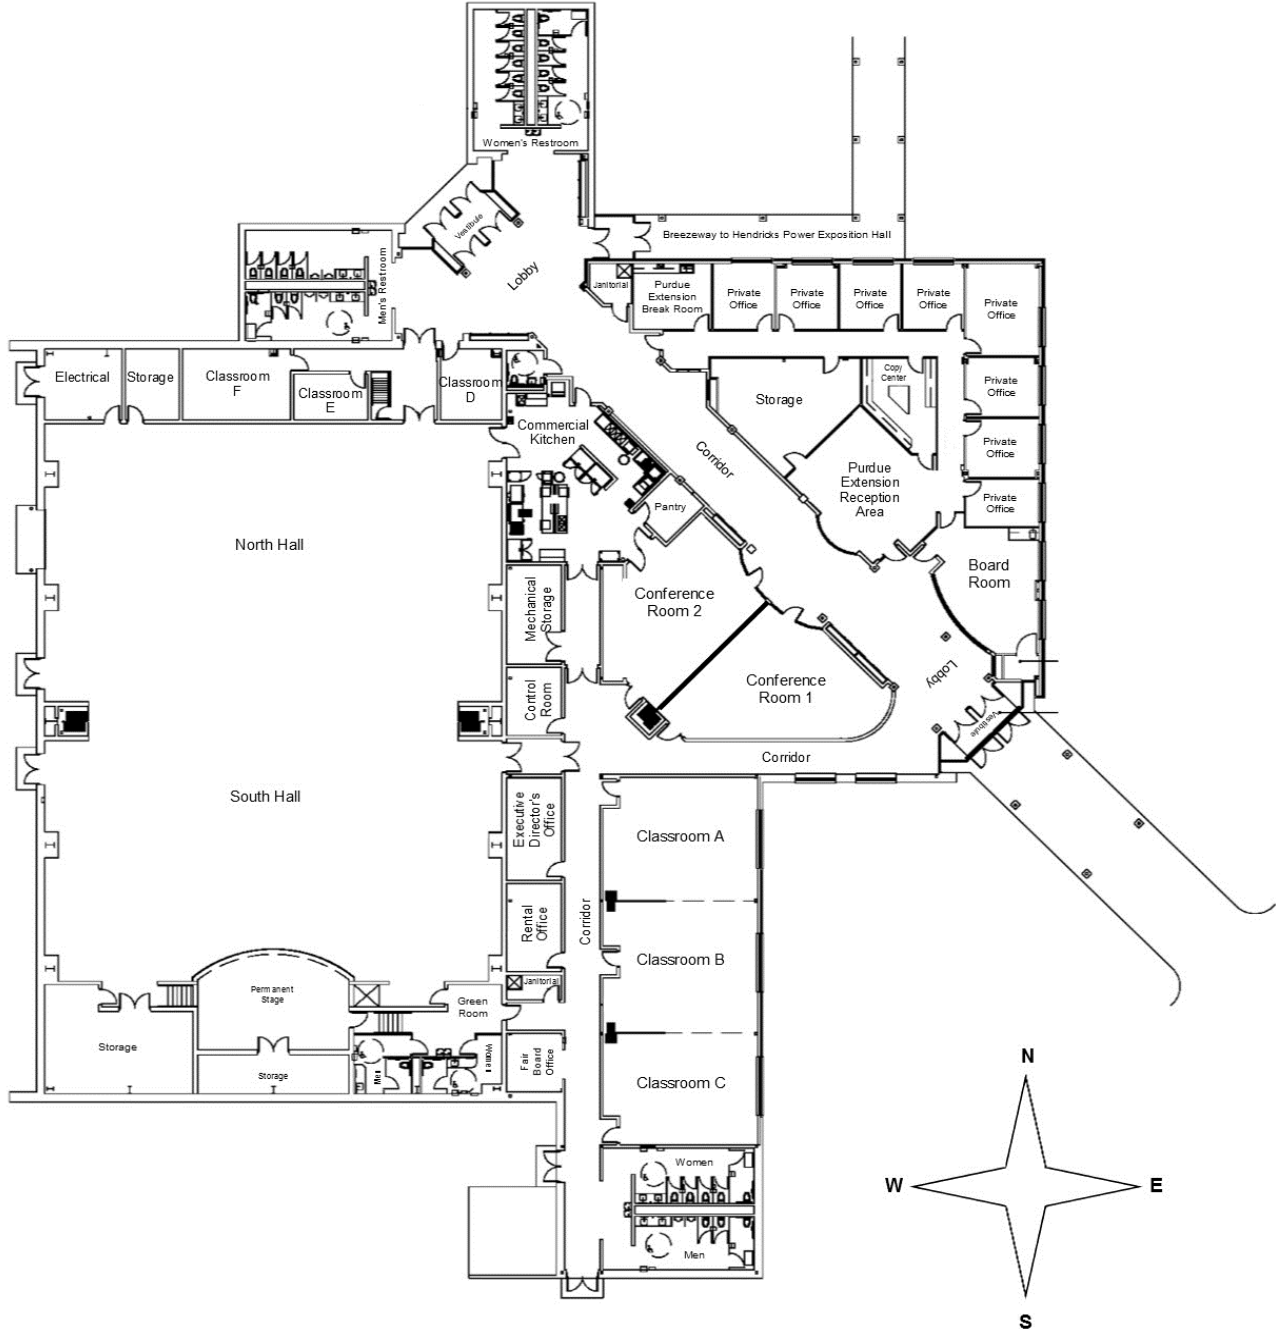 Women's Restroom
Vestibule
Breezeway to Hendricks Power Exposition Hall
Men's Restroom
Lobby
Janitorial
Purdue
Extension
Break Room
Private
Office
Private
Office
Private
Office
Private
Office
Private
Office
Electrical
Storage
Classroom
F
Classroom
E
Classroom
D
Storage
Copy
Center
Private
Office
Commercial
Kitchen
Corridor
Private
Office
Purdue
Extension
Reception
Area
Pantry
Private
Office
North Hall
Board
Room
Mechanical
Storage
Conference
Room 2
Control
Room
Conference
Room 1
Lobby
Vestibule
Corridor
South Hall
Executive
Director's
Office
Classroom A
Rental
Office
Corridor
Classroom B
Janitorial
Permanent
Stage
Green
Room
Storage
Storage
Men
Women
Fair
Board
Office
Classroom C
Women
Men
N
W
E
S